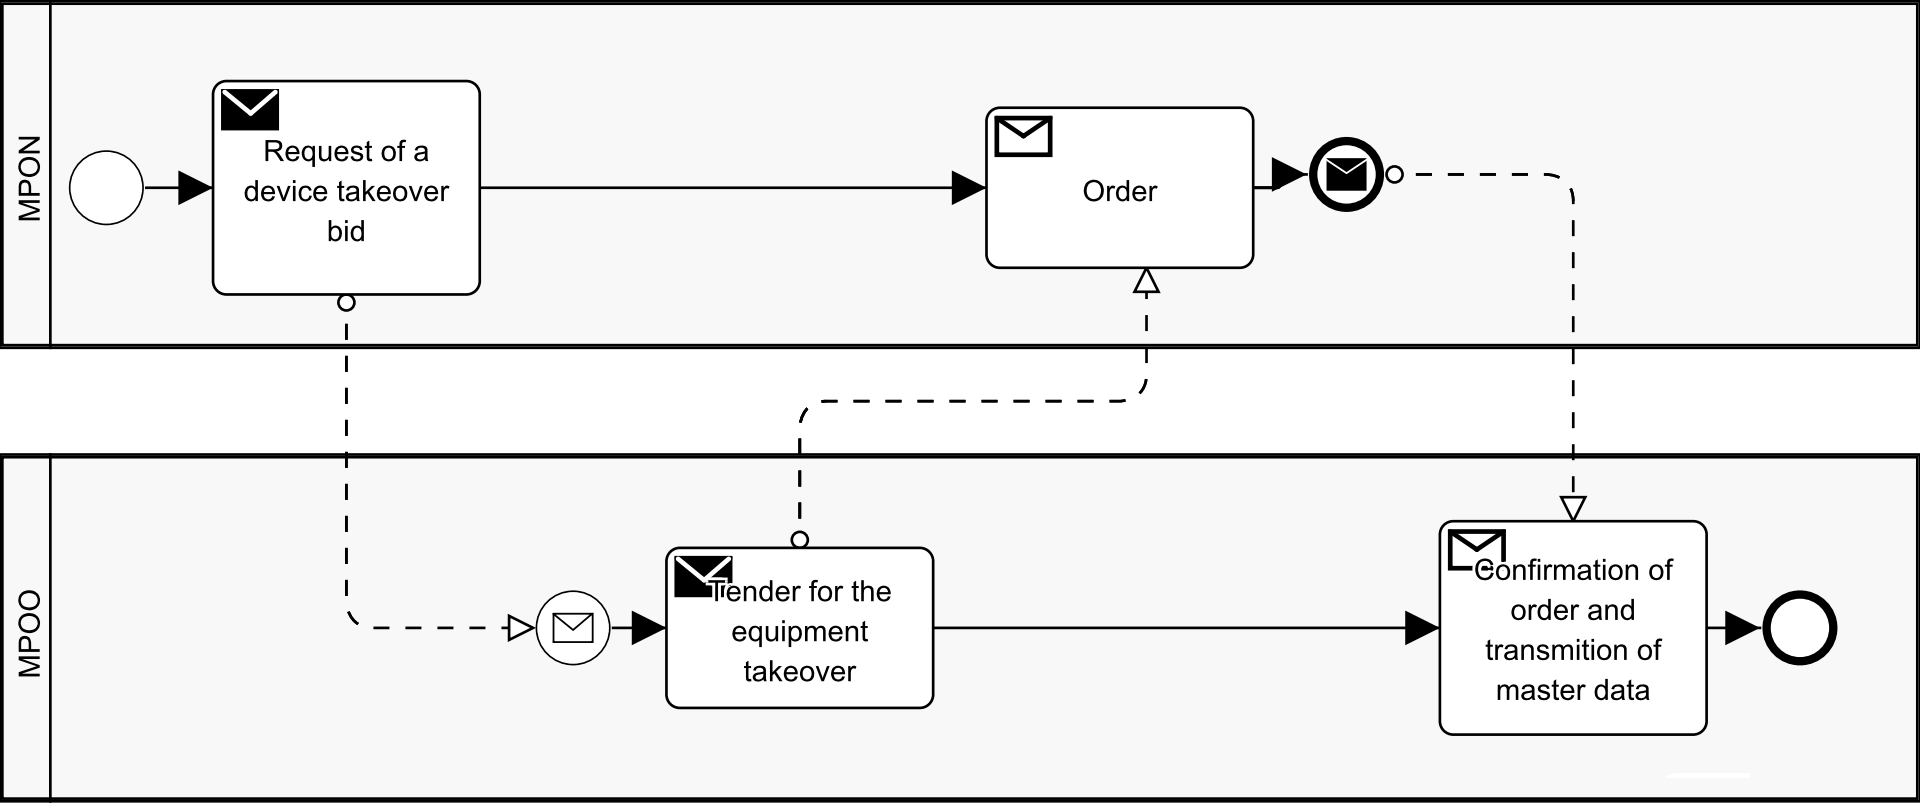 MPON
Request of a
device takeover
bid
Order
MPOO
Tender for the
equipment
takeover
Confirmation of
order and
transmition of
master data